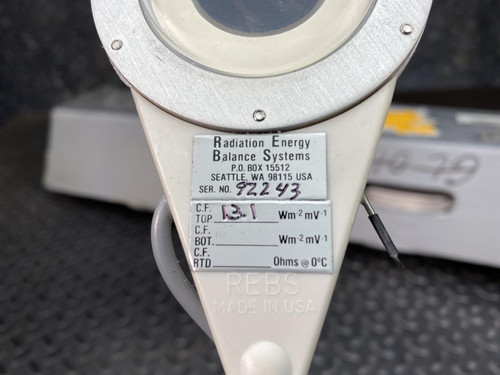 Radiation Energy
Balance Systems
P.O. BOX 15512
SEATTLE, WA 98115 USA
SER. NO. 92243
C.F.
TOP 13.1 Wm-2 mV-1
C.F.
BOT. Wm-2 mV-1
C.F.
RTD Ohms @ 0°C
REBS
MADE IN USA